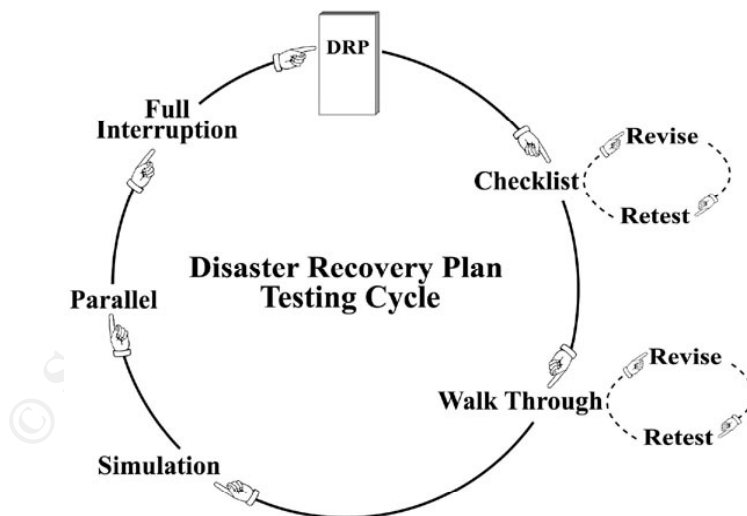 DRP
Full
Interruption
Revise
Checklist
Retest
Disaster Recovery Plan
Testing Cycle
Parallel
Revise
Walk Through
Retest
Simulation
©